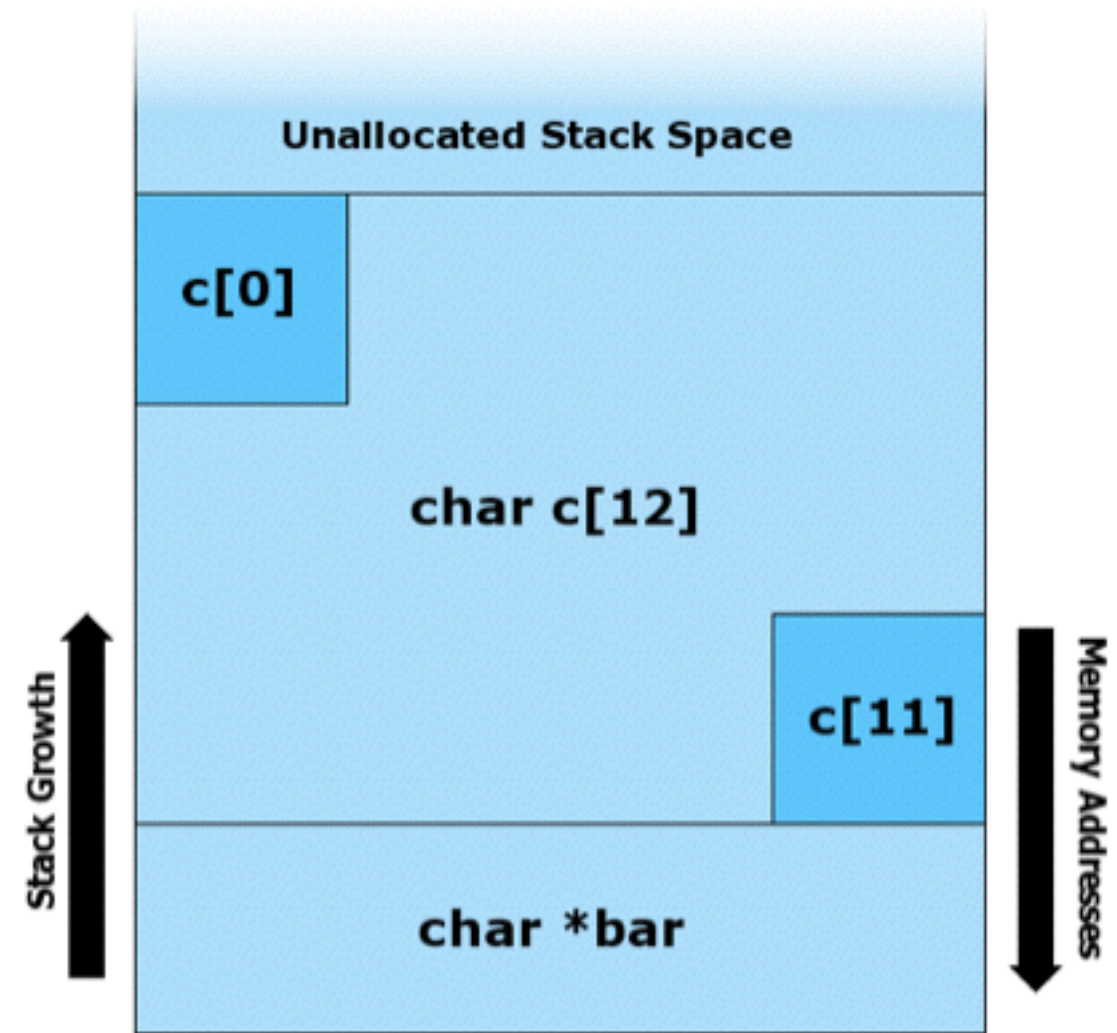 Unallocated Stack Space
c[0]
char c[12]
c[11]
char *bar
Stack Growth
Memory Addresses